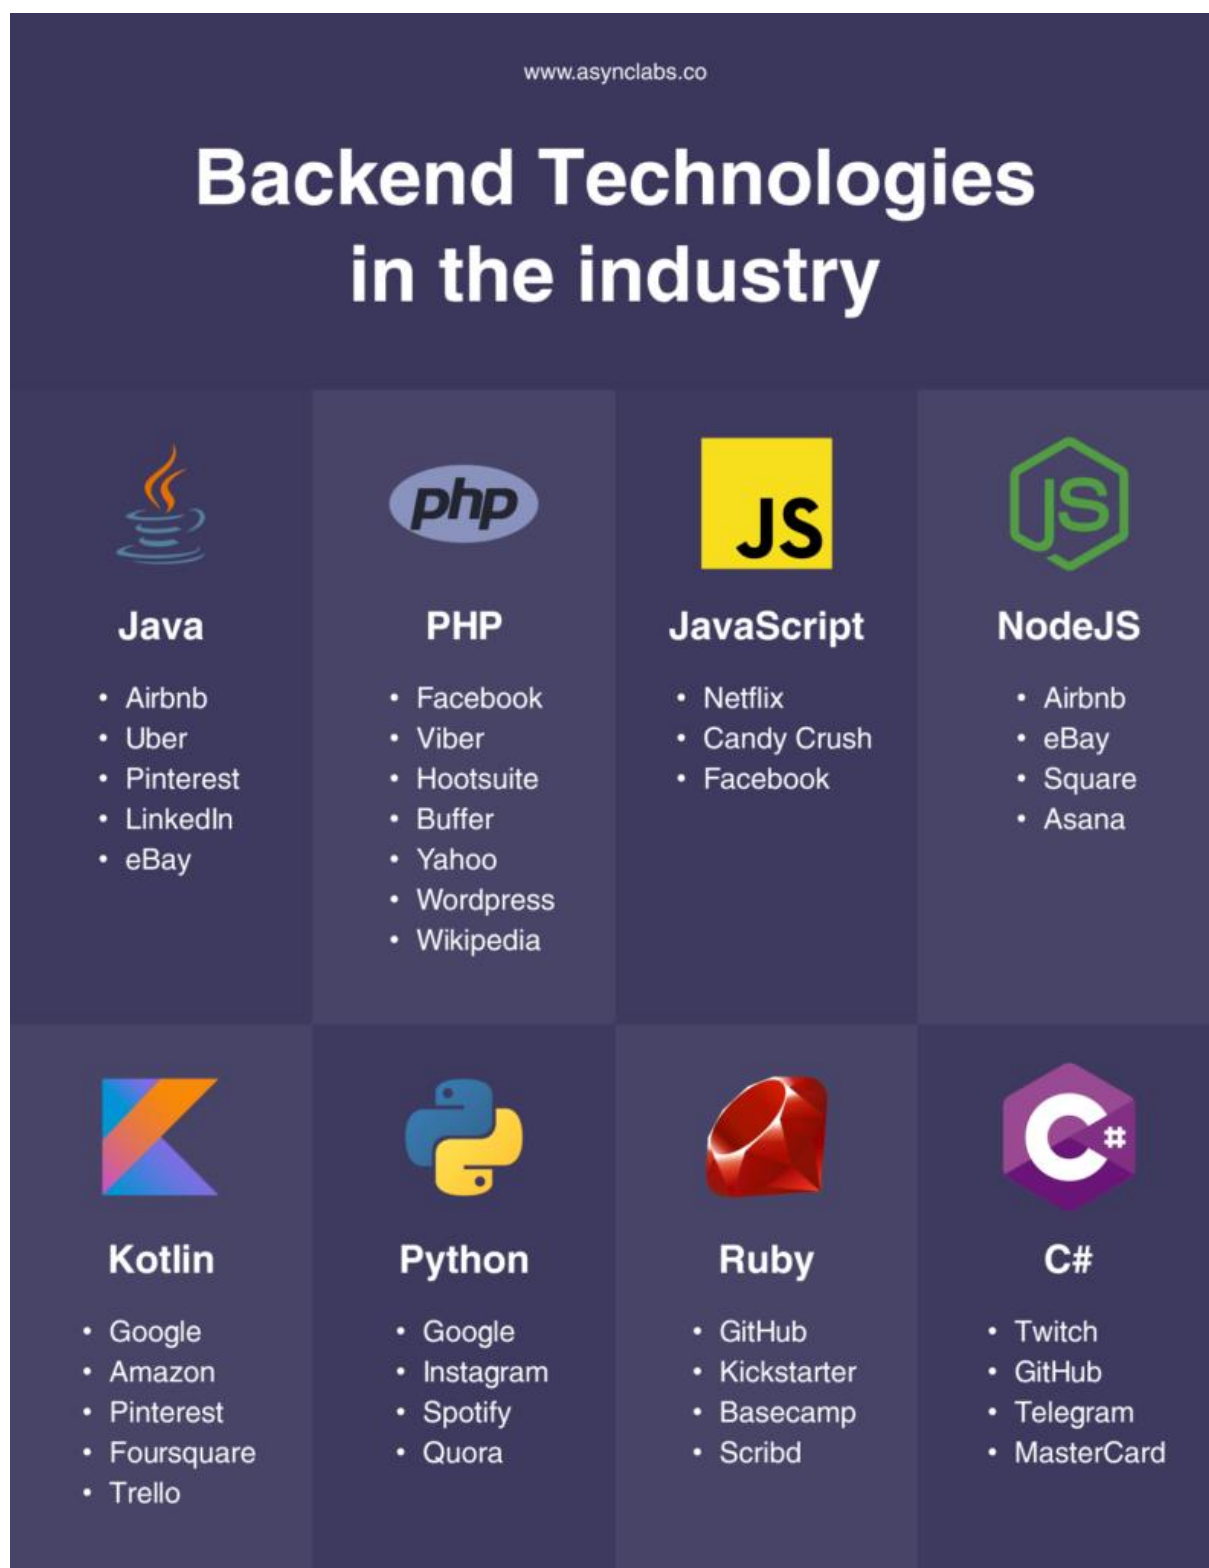 www.asynclabs.co
Backend Technologies
in the industry
php
JS
JS
Java
PHP
JavaScript
NodeJS
• Airbnb
• Uber
• Pinterest
• LinkedIn
• eBay
• Facebook
• Viber
• Hootsuite
• Buffer
• Yahoo
• Wordpress
• Wikipedia
• Netflix
• Candy Crush
• Facebook
• Airbnb
• eBay
• Square
• Asana
C#
Kotlin
Python
Ruby
C#
• Google
• Amazon
• Pinterest
• Foursquare
• Trello
• Google
• Instagram
• Spotify
• Quora
• GitHub
• Kickstarter
• Basecamp
• Scribd
• Twitch
• GitHub
• Telegram
• MasterCard